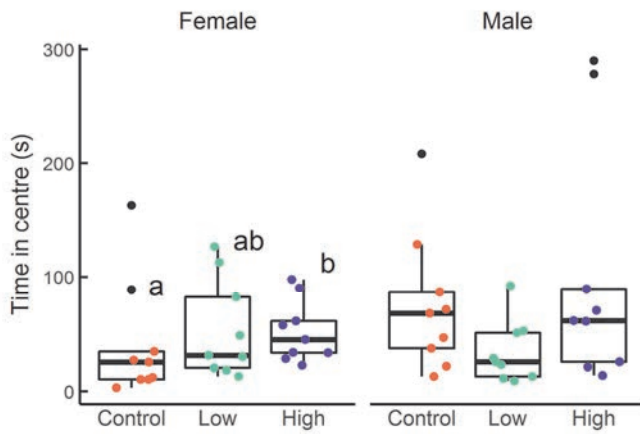 Female Male
300
200
100
0
Time in centre (s)
a
ab
b
Control Low High Control Low High